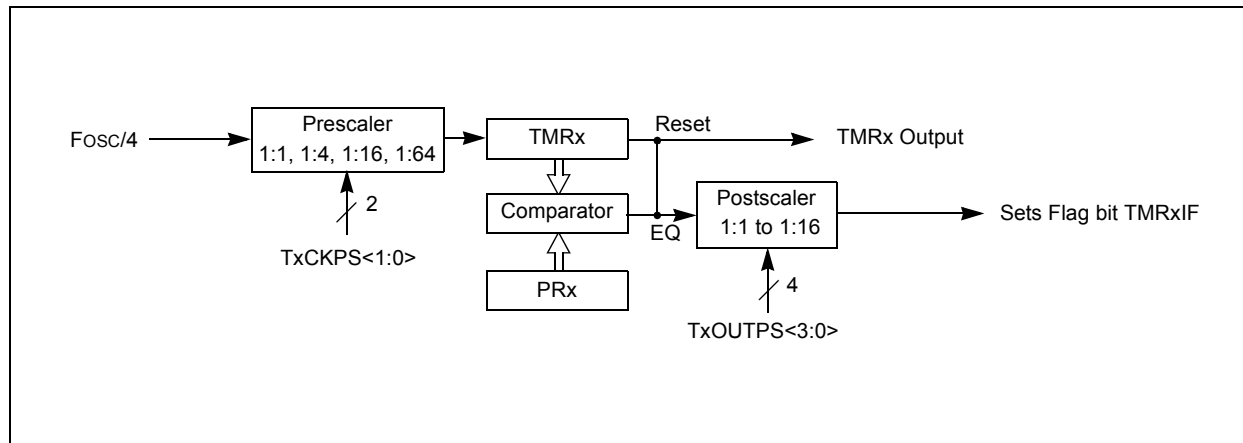 FOSC/4
Prescaler
1:1, 1:4, 1:16, 1:64
2
TxCKPS<1:0>
TMRx
Comparator
PRx
Reset
EQ
TMRx Output
Postscaler
1:1 to 1:16
4
TxOUTPS<3:0>
Sets Flag bit TMRxIF